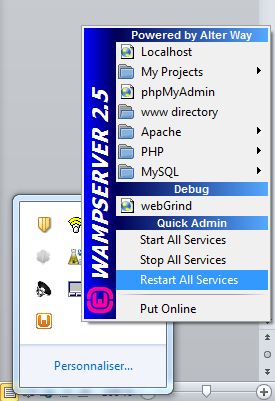 Powered by Alter Way
Localhost
My Projects
phpMyAdmin
www directory
Apache
PHP
MySQL
Debug
webGrind
Quick Admin
Start All Services
Stop All Services
Restart All Services
Put Online
WAMPSERVER 2.5
Personnaliser...